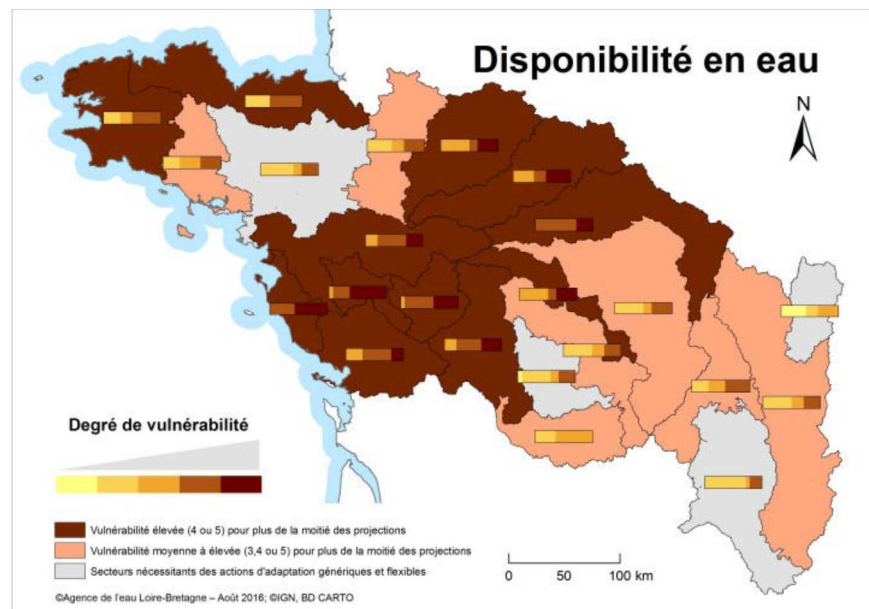 Disponibilité en eau
N
Degré de vulnérabilité
Vulnérabilité élevée (4 ou 5) pour plus de la moitié des projections
Vulnérabilité moyenne à élevée (3,4 ou 5) pour plus de la moitié des projections
Secteurs nécessitants des actions d'adaptation génériques et flexibles
0 50 100 km
©Agence de l'eau Loire-Bretagne – Août 2016; ©IGN, BD CARTO